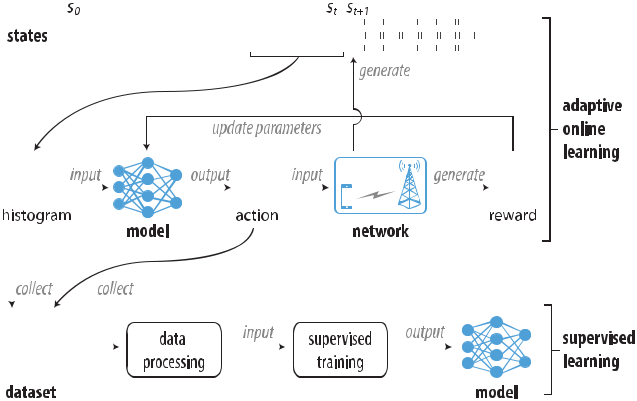 s0 st st+1
states
generate
adaptive
online
learning
update parameters
input output input generate
histogram action reward
model network
collect collect
data
processing
input
supervised
training
output
supervised
learning
dataset model